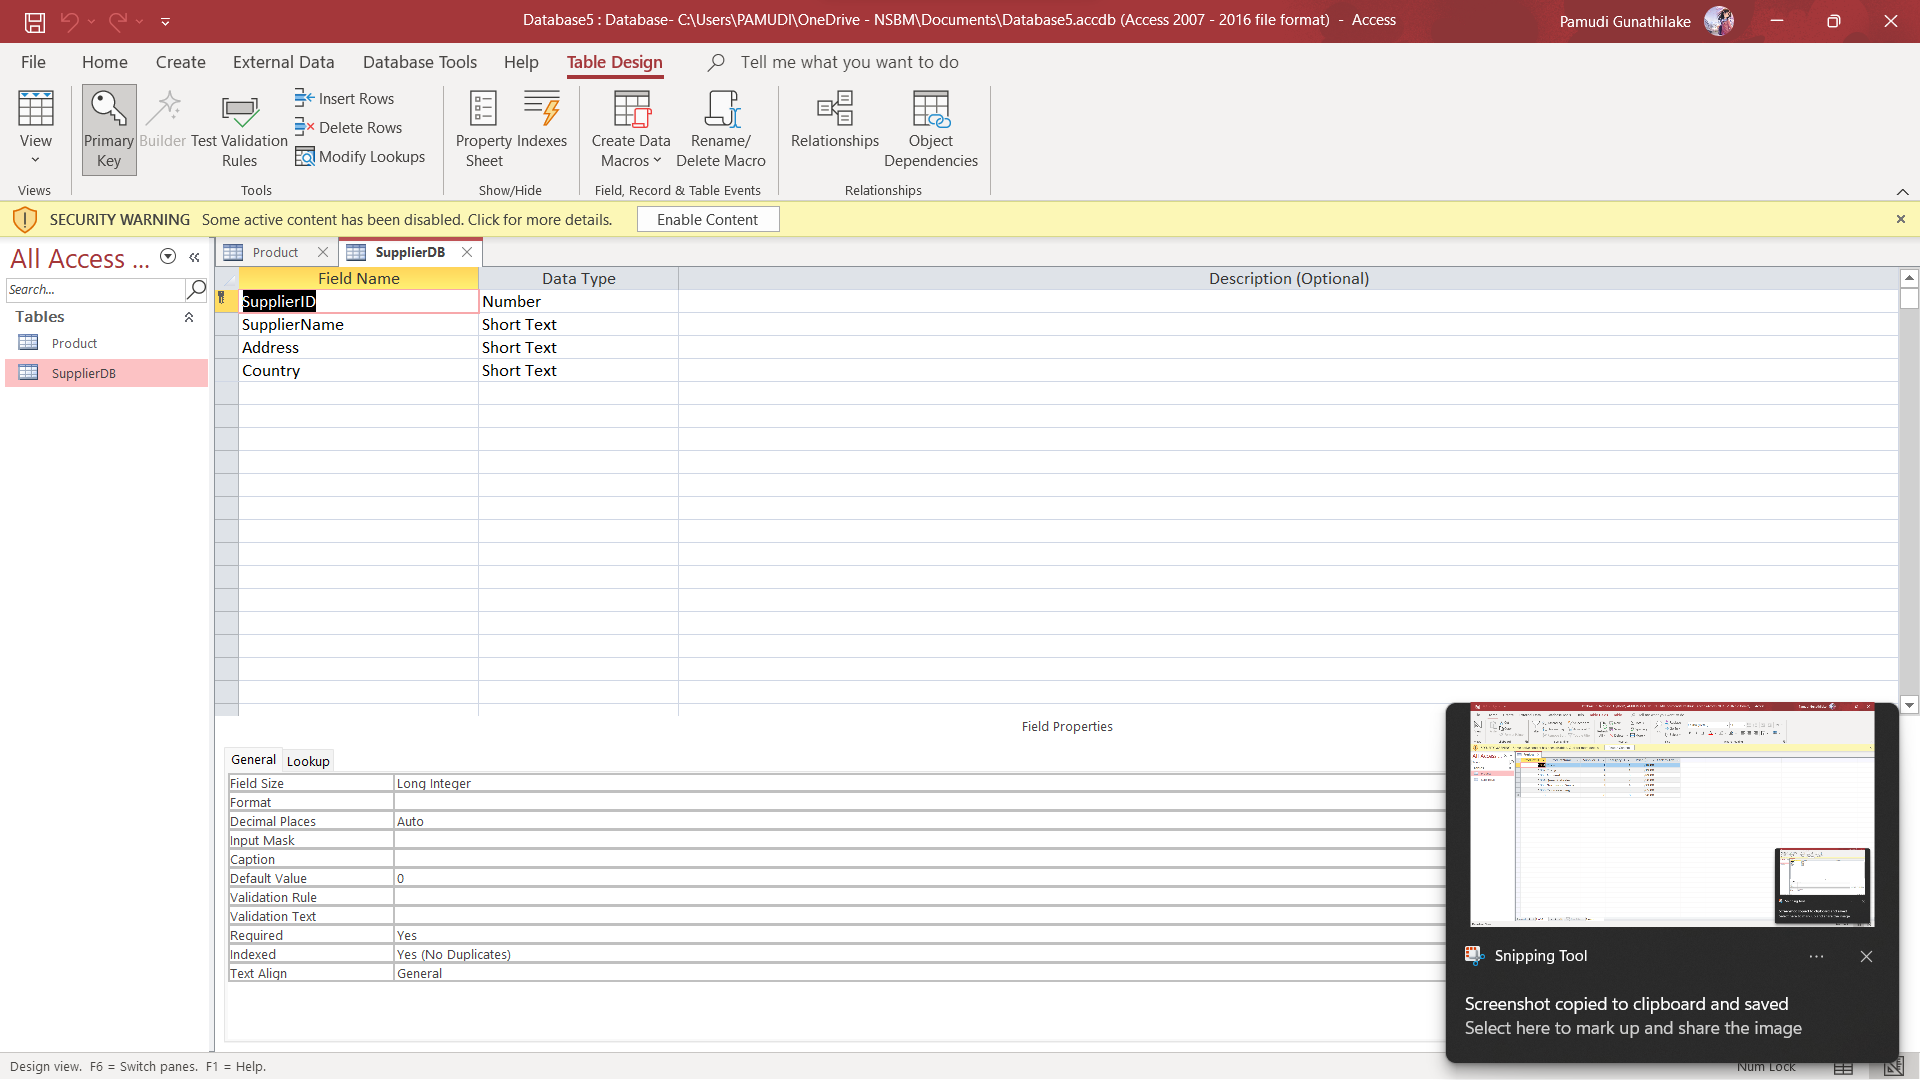 Database5 : Database- C:\Users\PAMUDI\OneDrive - NSBM\Documents\Database5.accdb (Access 2007 - 2016 file format)  -  Access
Pamudi Gunathilake
File Home Create External Data Database Tools Help Table Design Tell me what you want to do
View
Primary Key
Builder
Test Validation Rules
Insert Rows
Delete Rows
Modify Lookups
Property Sheet
Indexes
Create Data Macros
Rename/ Delete Macro
Relationships
Object Dependencies
Views Tools Show/Hide Field, Record & Table Events Relationships
SECURITY WARNING Some active content has been disabled. Click for more details. Enable Content
All Access ...
Search...
Tables
Product
SupplierDB
Product SupplierDB
Field Name Data Type Description (Optional)
SupplierID Number
SupplierName Short Text
Address Short Text
Country Short Text
Field Properties
General Lookup
Field Size Long Integer
Format
Decimal Places Auto
Input Mask
Caption
Default Value 0
Validation Rule
Validation Text
Required Yes
Indexed Yes (No Duplicates)
Text Align General
Snipping Tool
Screenshot copied to clipboard and saved
Select here to mark up and share the image
Design view.  F6 = Switch panes.  F1 = Help.
Num Lock